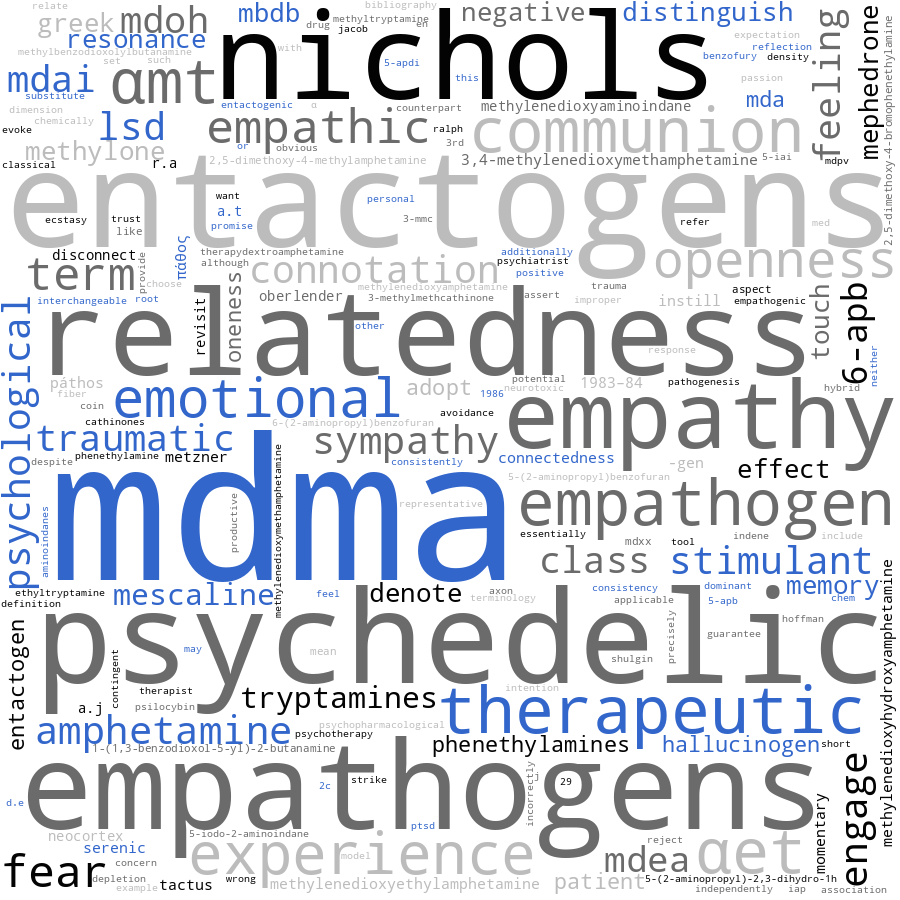 relate
bibliography
greek
mdoh
mbdb
drug
methyltryptamine
en
negative
distinguish
jacob
nichols
resonance
with
expectation
methylbenzodioxolylbutanamine
reflection
set
such
5-apdi
benzofury
density
feeling
mephedrone
2,5-dimethoxy-4-bromophenethylamine
mdai
αmt
this
passion
substitute
entactogenic
α
counterpart
methylenedioxyaminoindane
mda
dimension
chemically
lsd
empathic
communion
evoke
ralph
3rd
or
obvious
methylone
classical
r.a
2,5-dimethoxy-4-methylamphetamine
3,4-methylenedioxymethamphetamine
5-iai
mdpv
entactogens
want
personal
ecstasy
trust
a.t
3-mmc
refer
med
like
promise
πάθος
disconnect
therapydextroamphetamine
additionally
although
psychiatrist
term
provide
connotation
positive
openness
choose
methylenedioxymethylamphetamine
trauma
aspect
interchangeable
root
oneness
oberlender
3-methylmethcathinone
assert
improper
instill
empathogenic
touch
6-apb
relatedness
revisit
other
response
neither
psychological
páthos
emotional
adopt
potential
neurotoxic
1983–84
pathogenesis
hybrid
fiber
1986
empathy
coin
avoidance
cathinones
6-(2-aminopropyl)benzofuran
traumatic
sympathy
despite
phenethylamine
metzner
consistently
connectedness
-gen
effect
mdma
5-(2-aminopropyl)benzofuran
productive
methylenedioxymethamphetamine
representative
empathogen
aminoindanes
essentially
mdxx
tool
indene
include
class
stimulant
ethyltryptamine
mescaline
feel
denote
axon
terminology
consistency
dominant
memory
definition
applicable
5-apb
chem
psychedelic
precisely
hoffman
guarantee
entactogen
may
mean
shulgin
contingent
therapist
intention
methylenedioxyhydroxyamphetamine
a.j
psilocybin
tryptamines
therapeutic
amphetamine
psychopharmacological
psychotherapy
1-(1,3-benzodioxol-5-yl)-2-butanamine
phenethylamines
hallucinogen
short
empathogens
2c
strike
incorrectly
j
29
engage
d.e
ptsd
momentary
neocortex
5-iodo-2-aminoindane
serenic
experience
reject
αet
fear
concern
model
mdea
depletion
example
tactus
wrong
methylenedioxyethylamphetamine
patient
5-(2-aminopropyl)-2,3-dihydro-1h
independently
iap
association